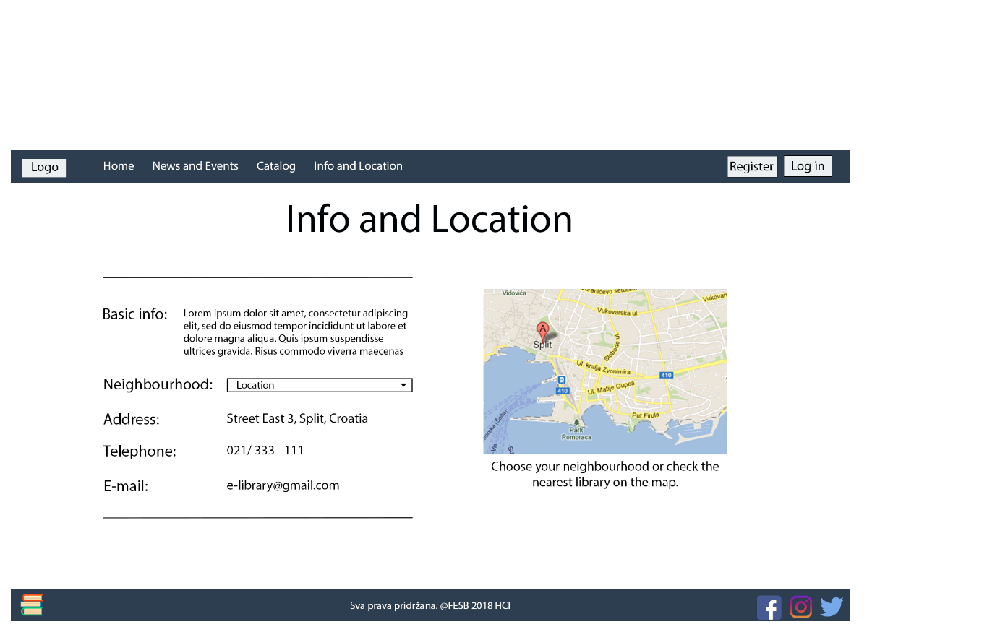 Logo
Home
News and Events
Catalog
Info and Location
Register
Log in
Info and Location
Basic info:
Lorem ipsum dolor sit amet, consectetur adipiscing
elit, sed do eiusmod tempor incididunt ut labore et
dolore magna aliqua. Quis ipsum suspendisse
ultrices gravida. Risus commodo viverra maecenas
Neighbourhood:
Location
Address:
Street East 3, Split, Croatia
Telephone:
021/ 333 - 111
E-mail:
e-library@gmail.com
Vidovića
Vukovarska ul.
A
Split
Slobode
Ul. kralja Zvonimira
410
410
Ul. Matije Gupca
Put Firula
Park
Pomoraca
Vis
Choose your neighbourhood or check the
nearest library on the map.
Sva prava pridržana. @FESB 2018 HCI